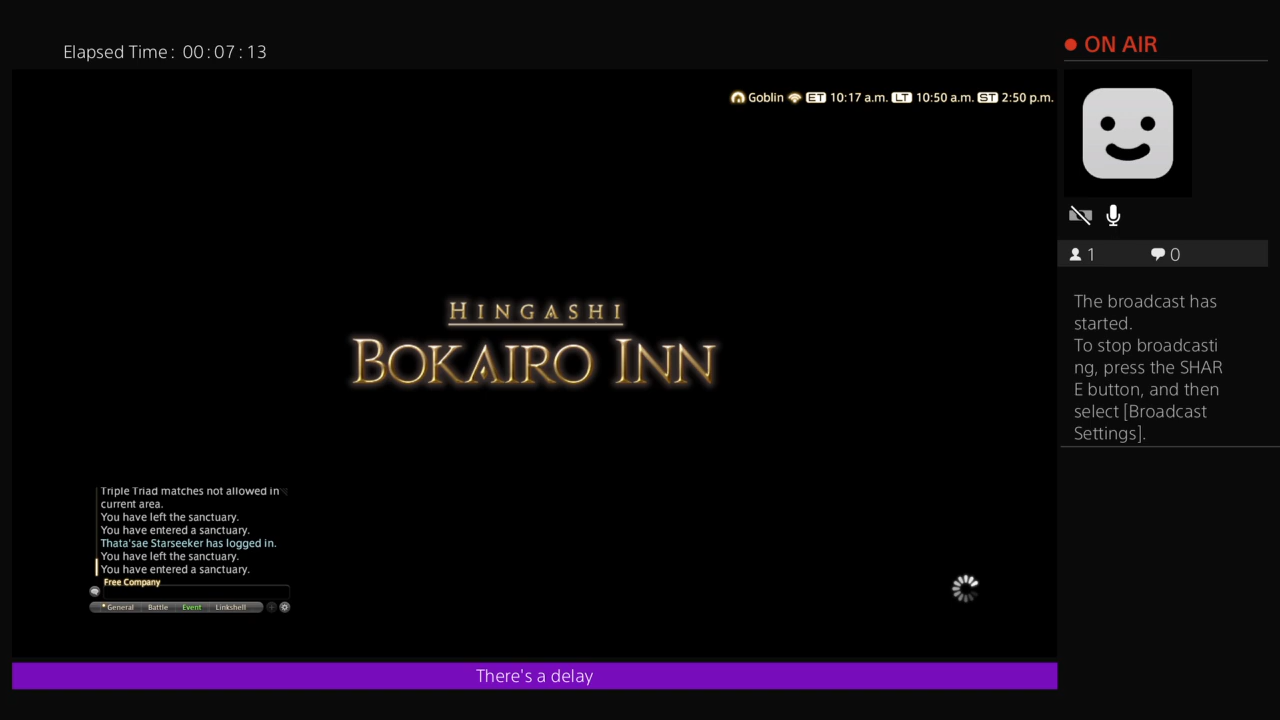 Elapsed Time: 00:07:13
ON AIR
Goblin ET 10:17 a.m. LT 10:50 a.m. ST 2:50 p.m.
1 0
The broadcast has
started.
To stop broadcasti
ng, press the SHAR
E button, and then
select [Broadcast
Settings].
HINGASHI
BOKAIRO INN
Triple Triad matches not allowed in
current area.
You have left the sanctuary.
You have entered a sanctuary.
Thata'sae Starseeker has logged in.
You have left the sanctuary.
You have entered a sanctuary.
Free Company
General Battle Event Linkshell
There's a delay